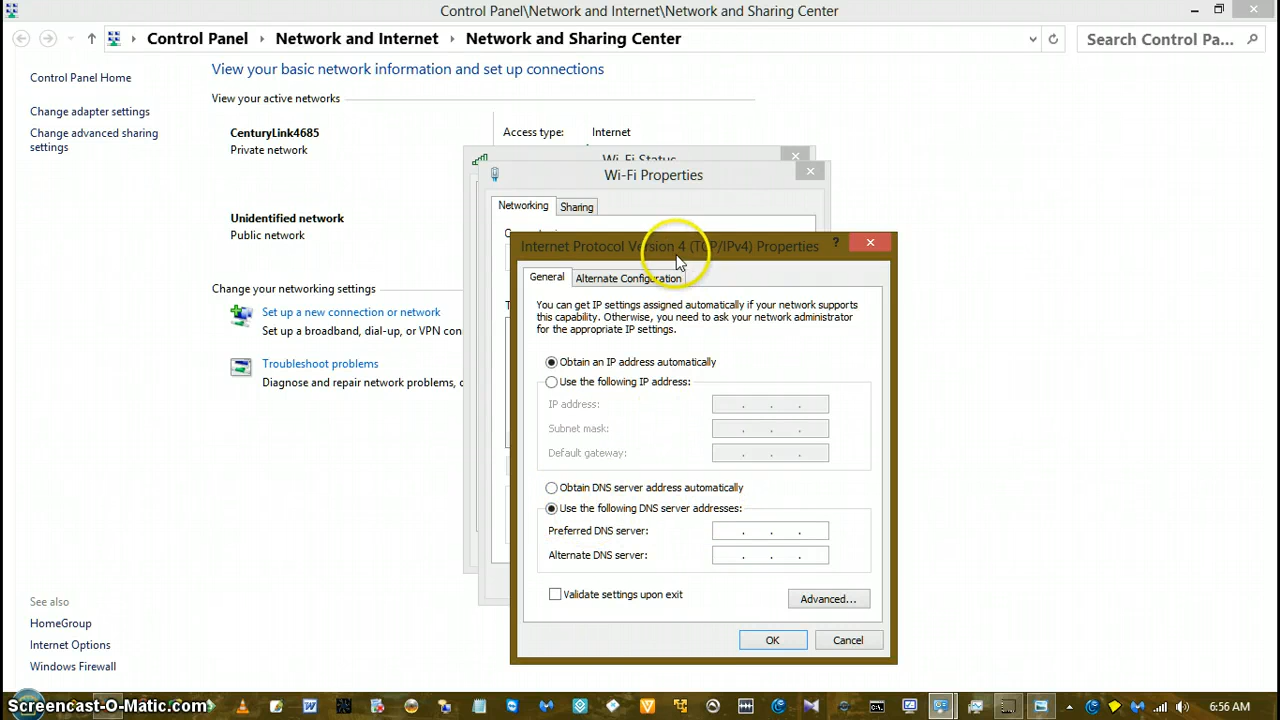 Control Panel\Network and Internet\Network and Sharing Center
Control Panel
Network and Internet
Network and Sharing Center
Search Control Pa...
Control Panel Home
Change adapter settings
Change advanced sharing
settings
View your basic network information and set up connections
View your active networks
CenturyLink4685
Private network
Access type: Internet
Unidentified network
Public network
Change your networking settings
Set up a new connection or network
Set up a broadband, dial-up, or VPN con
Troubleshoot problems
Diagnose and repair network problems,
Wi-Fi Status
Wi-Fi Properties
Networking
Sharing
Internet Protocol Version 4 (TCP/IPv4) Properties
General
Alternate Configuration
You can get IP settings assigned automatically if your network supports
this capability. Otherwise, you need to ask your network administrator
for the appropriate IP settings.
Obtain an IP address automatically
Use the following IP address:
IP address:
Subnet mask:
Default gateway:
Obtain DNS server address automatically
Use the following DNS server addresses:
Preferred DNS server:
Alternate DNS server:
Validate settings upon exit
Advanced...
OK
Cancel
See also
HomeGroup
Internet Options
Windows Firewall
Screencast-O-Matic.com
6:56 AM